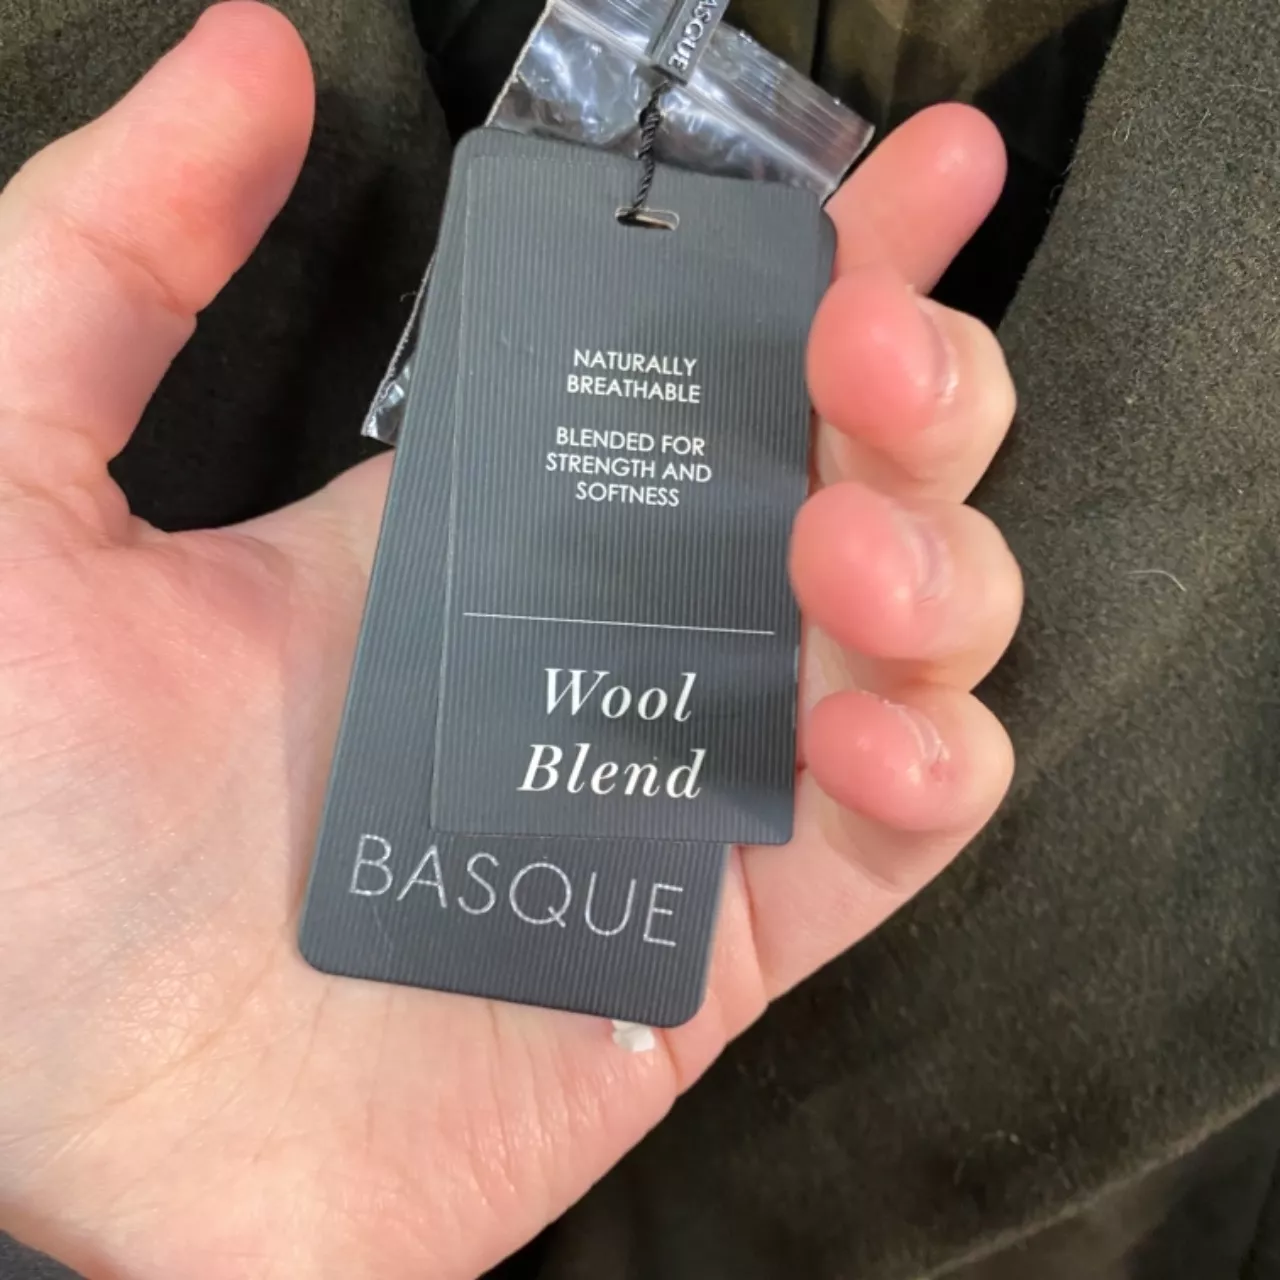 BASQUE
NATURALLY
BREATHABLE
BLENDED FOR
STRENGTH AND
SOFTNESS
Wool
Blend
BASQUE